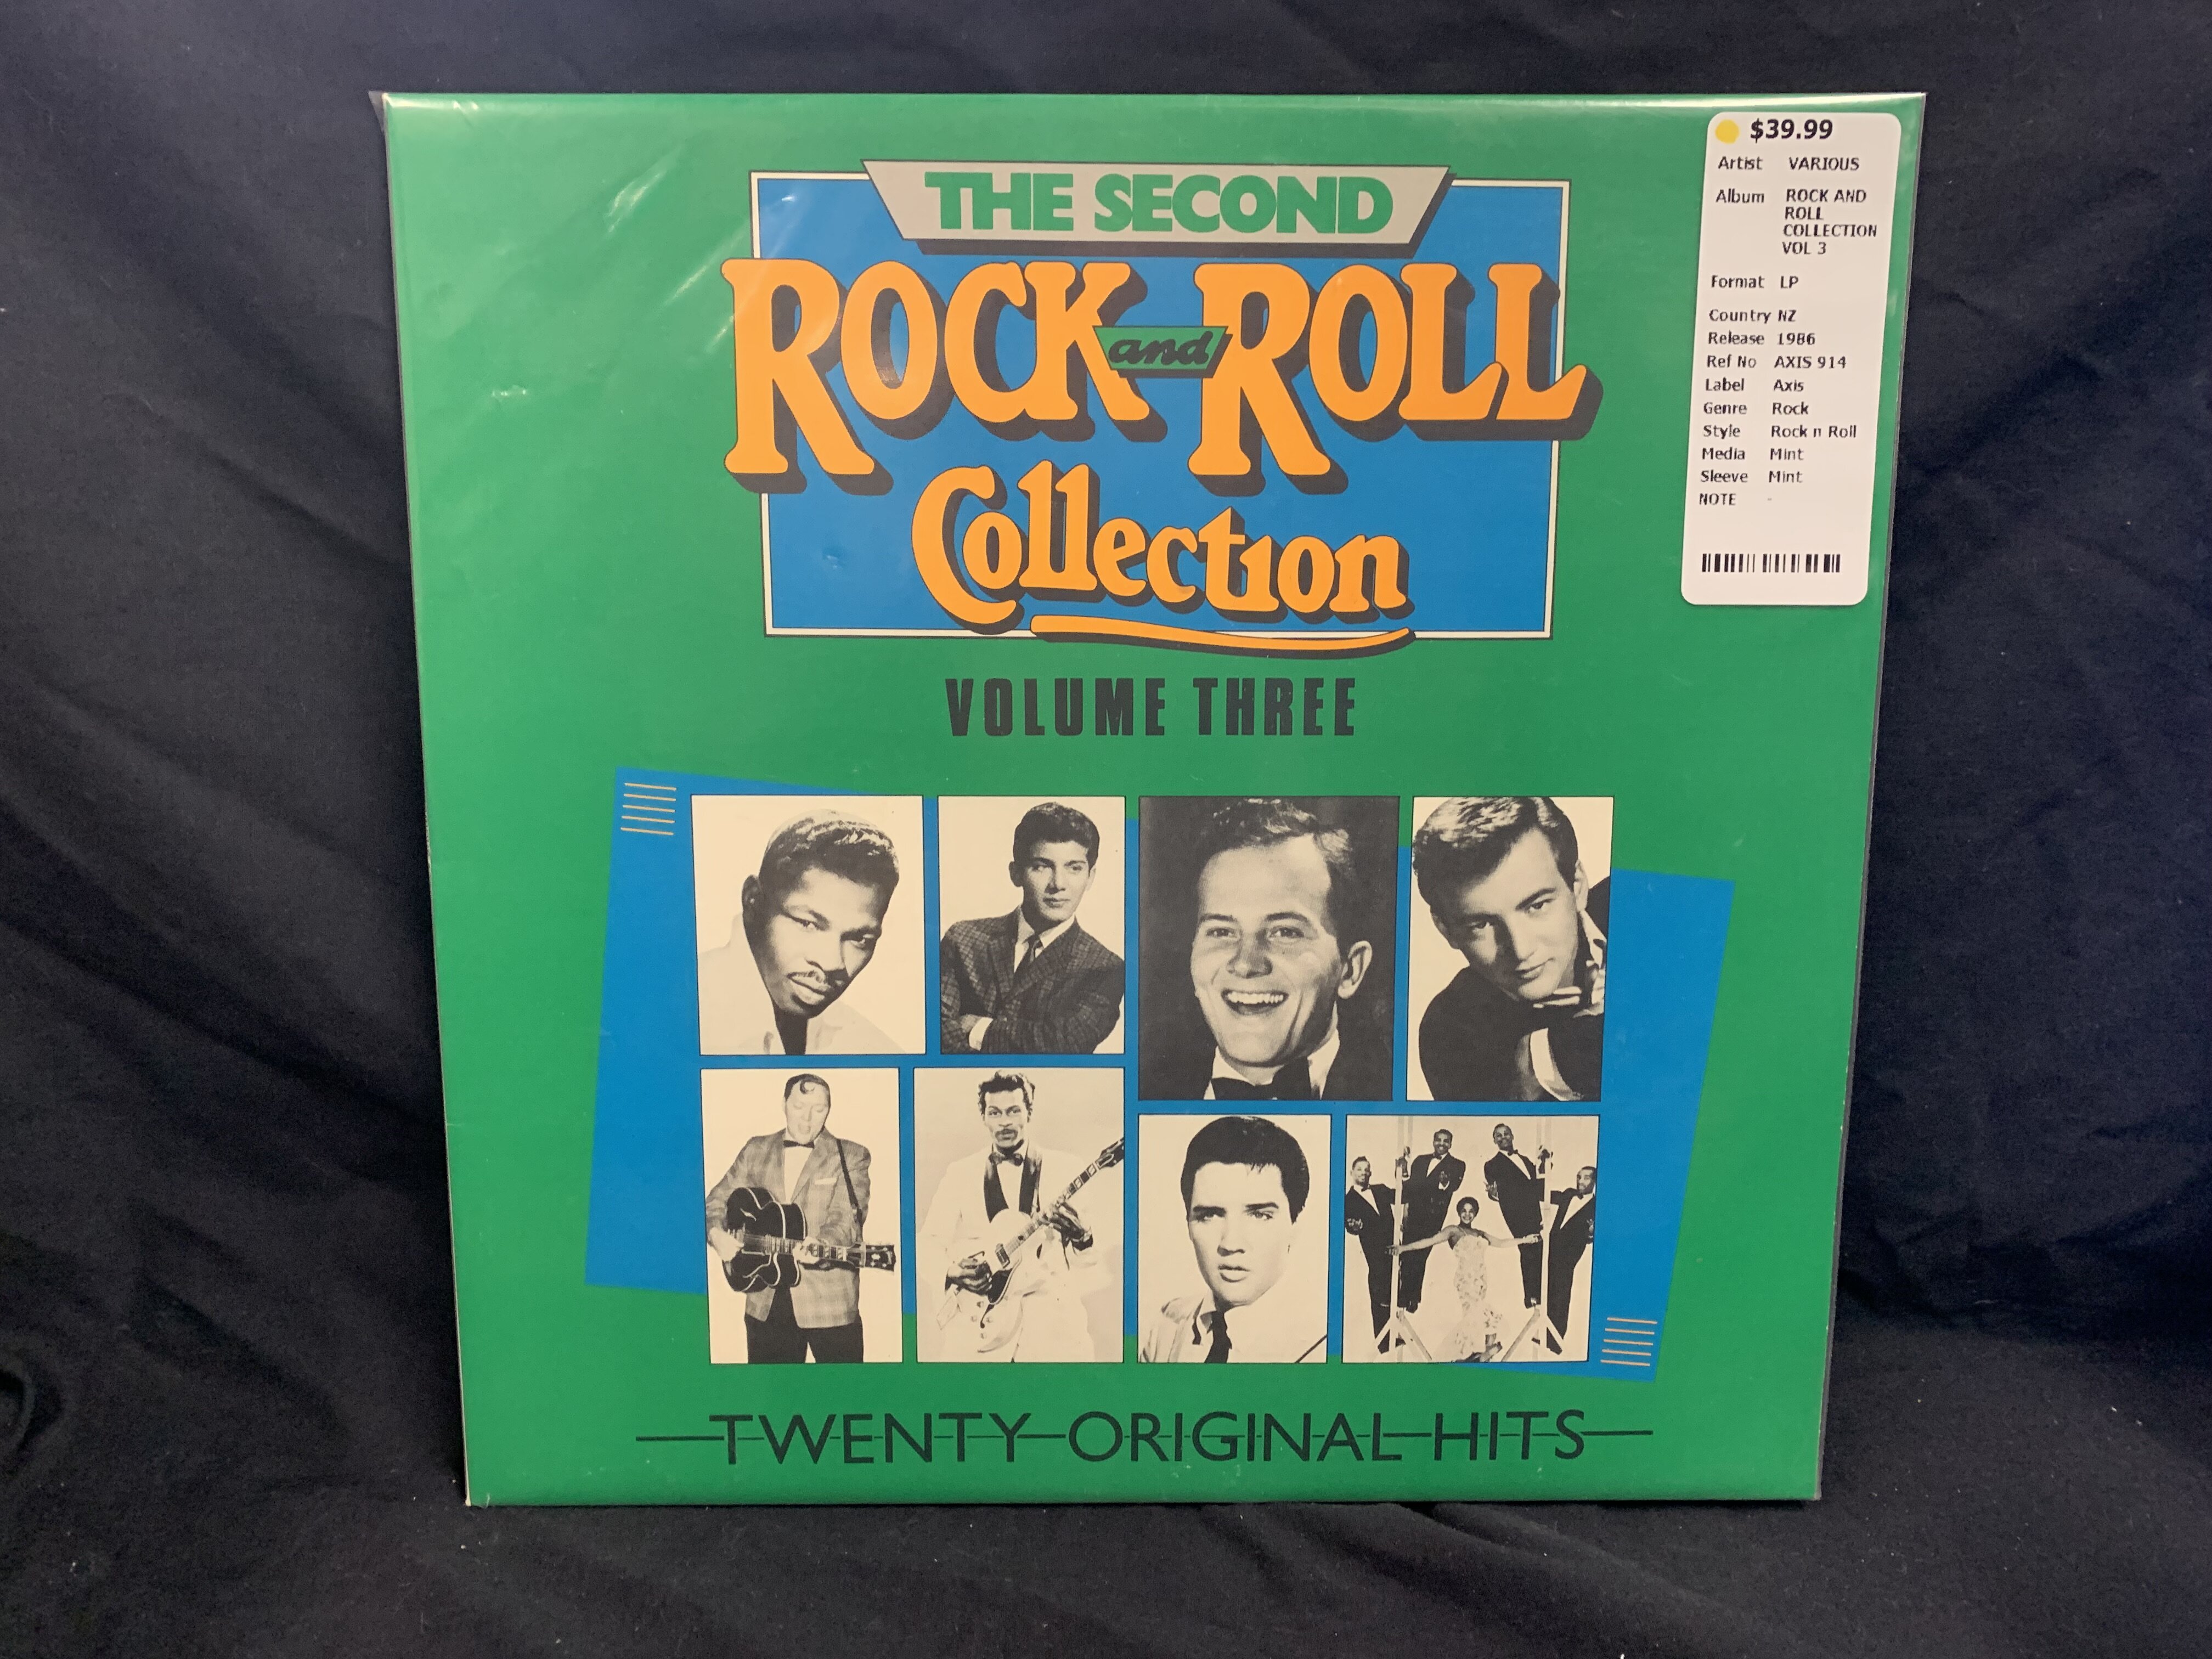 THE SECOND
ROCK and ROLL
Collection
VOLUME THREE
TWENTY ORIGINAL HITS
$39.99
Artist VARIOUS
Album ROCK AND
ROLL
COLLECTION
VOL 3
Format LP
Country NZ
Release 1986
Ref No AXIS 914
Label Axis
Genre Rock
Style Rock n Roll
Media Mint
Sleeve Mint
NOTE -